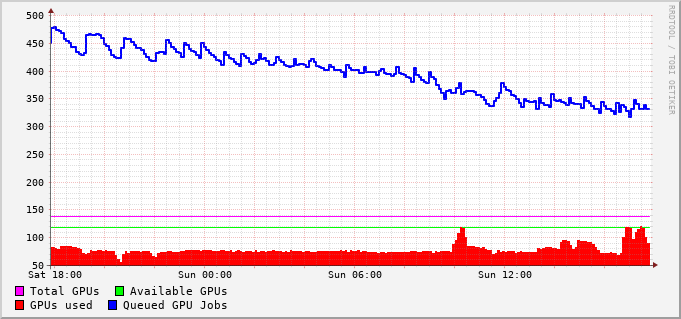 500
450
400
350
300
250
200
150
100
50
Sat 18:00 Sun 00:00 Sun 06:00 Sun 12:00
Total GPUs Available GPUs
GPUs used Queued GPU Jobs
RRDTOOL / TOBI OETIKER